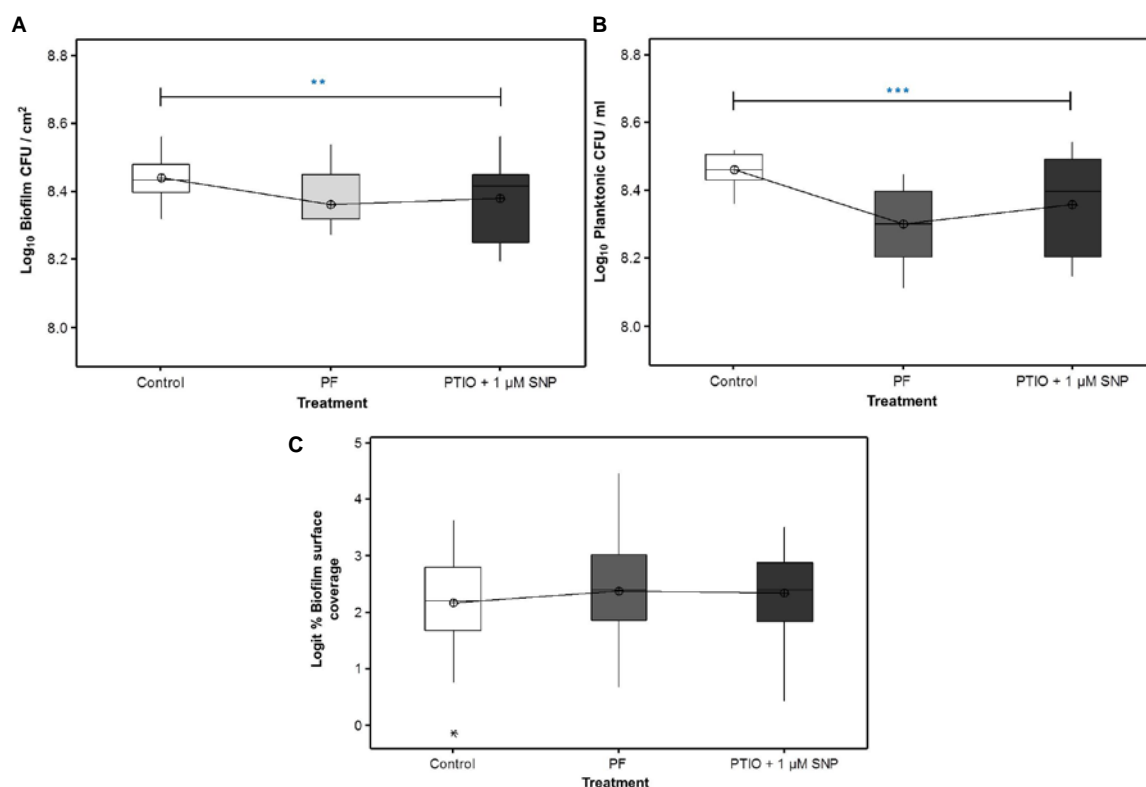 A
Log10 Biofilm CFU / cm2
8.8
8.6
8.4
8.2
8.0
**
Control
PF
PTIO + 1 µM SNP
Treatment
B
Log10 Planktonic CFU / ml
8.8
8.6
8.4
8.2
8.0
***
Control
PF
PTIO + 1 µM SNP
Treatment
C
Logit % Biofilm surface
coverage
5
4
3
2
1
0
*
Control
PF
PTIO + 1 µM SNP
Treatment